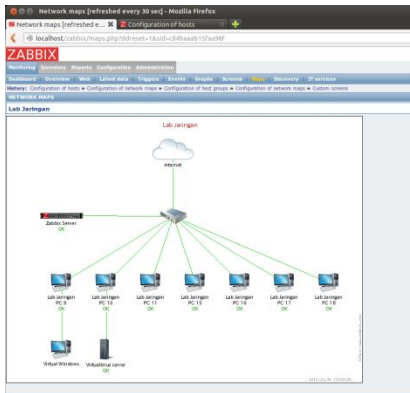 Network maps [refreshed every 30 sec] - Mozilla Firefox
Network maps [refreshed e...
Configuration of hosts
localhost/zabbix/maps.php?ddreset=1&sid=c84baaab15faa98f
ZABBIX
Monitoring Inventory Reports Configuration Administration
Dashboard Overview Web Latest data Triggers Events Graphs Screens Maps Discovery IT services
History: Configuration of hosts » Configuration of network maps » Configuration of host groups » Configuration of network maps » Custom screens
NETWORK MAPS
Lab Jaringan
Lab Jaringan
Internet
Zabbix Server
OK
Lab Jaringan Lab Jaringan Lab Jaringan Lab Jaringan Lab Jaringan Lab Jaringan Lab Jaringan
PC 9 PC 10 PC 11 PC 15 PC 16 PC 17 PC 18
OK OK OK OK OK OK OK
Virtual Windows